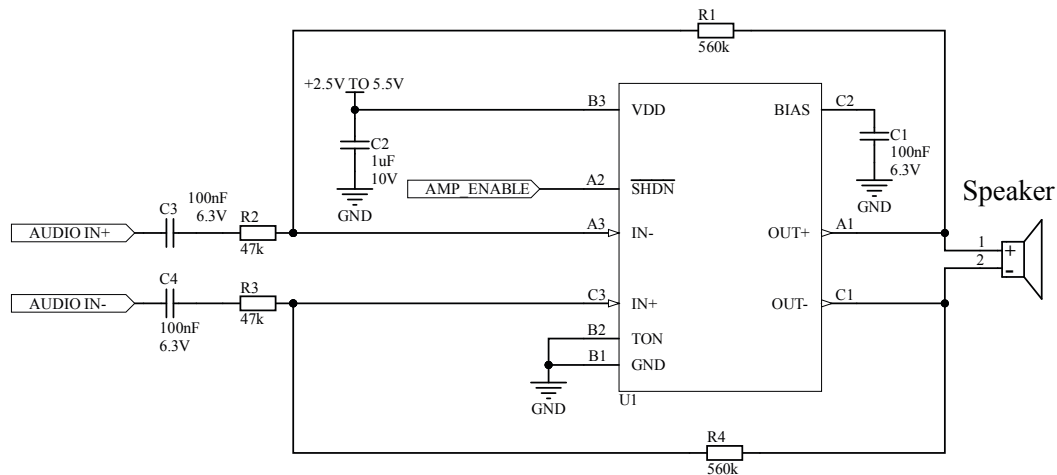 R1
560k
+2.5V TO 5.5V
B3
VDD
BIAS
C2
C2
1uF
10V
C1
100nF
6.3V
GND
AMP_ENABLE
A2
SHDN
GND
Speaker
AUDIO IN+
C3
100nF
6.3V
R2
47k
A3
IN-
OUT+
A1
1
+
2
-
AUDIO IN-
C4
100nF
6.3V
R3
47k
C3
IN+
OUT-
C1
B2
TON
B1
GND
GND
U1
R4
560k